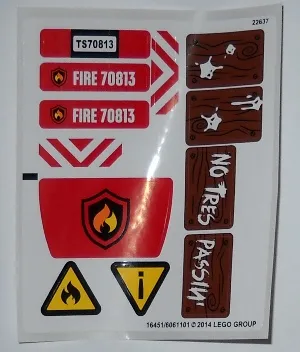 22637
TS70813
FIRE 70813
FIRE 70813
NO TRES
PASSIN'
i
16451/6061101 © 2014 LEGO GROUP